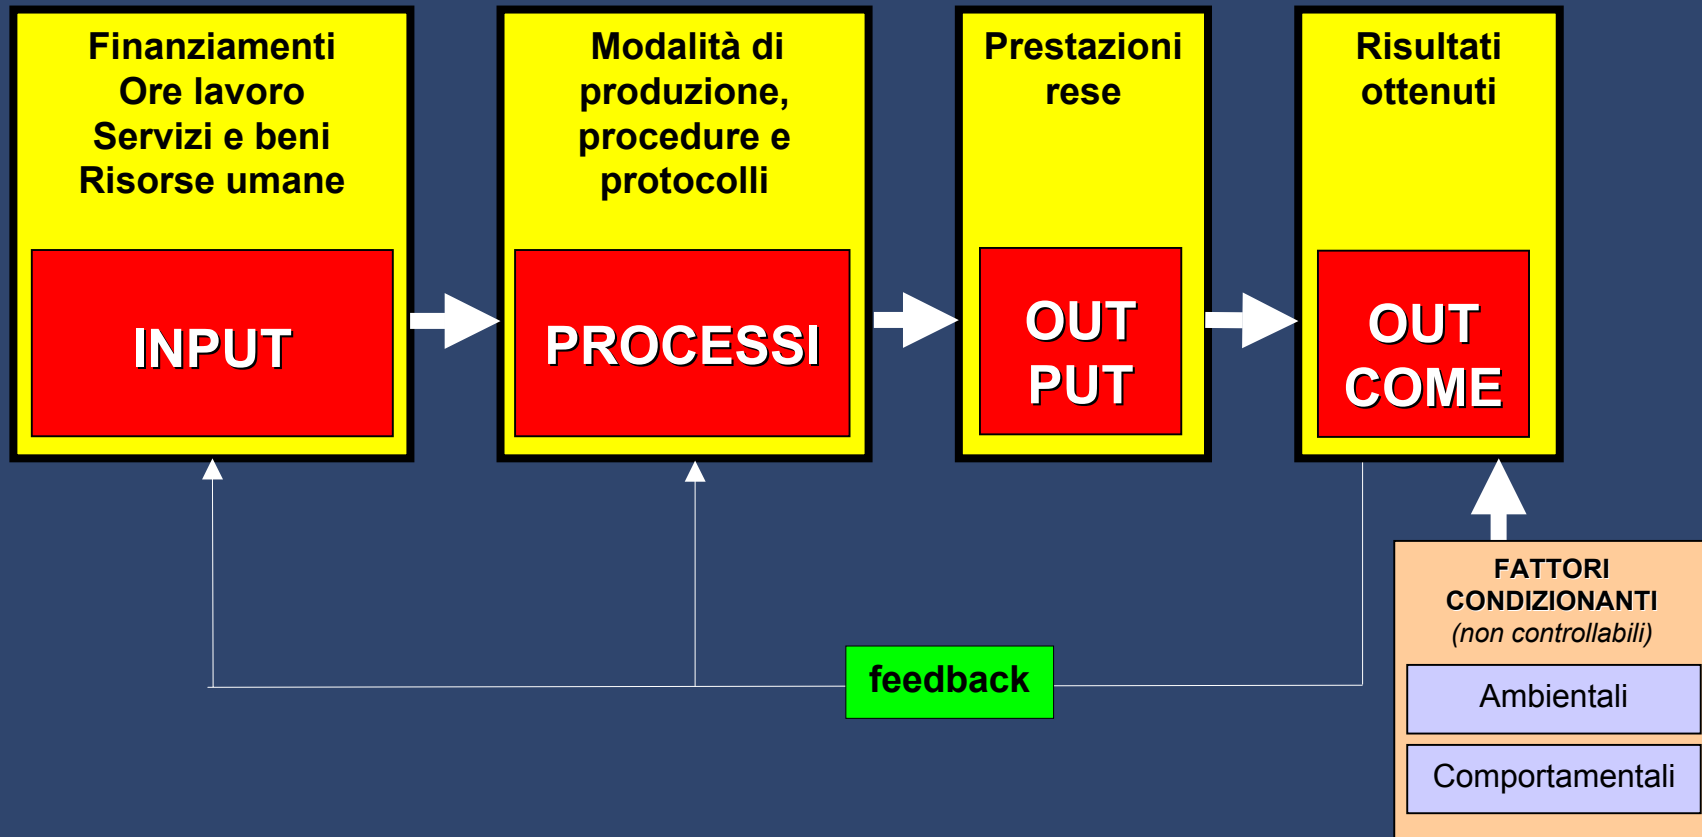 Finanziamenti
Ore lavoro
Servizi e beni
Risorse umane
INPUT
Modalità di
produzione,
procedure e
protocolli
PROCESSI
Prestazioni
rese
OUT
PUT
Risultati
ottenuti
OUT
COME
FATTORI
CONDIZIONANTI
(non controllabili)
Ambientali
Comportamentali
feedback